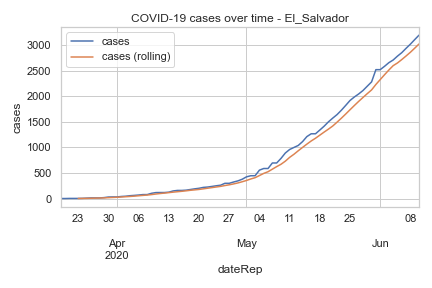 COVID-19 cases over time - El_Salvador
cases
cases (rolling)
3000
2500
2000
1500
1000
500
0
cases
23 30 06 13 20 27 04 11 18 25 08
Apr May Jun
2020
dateRep